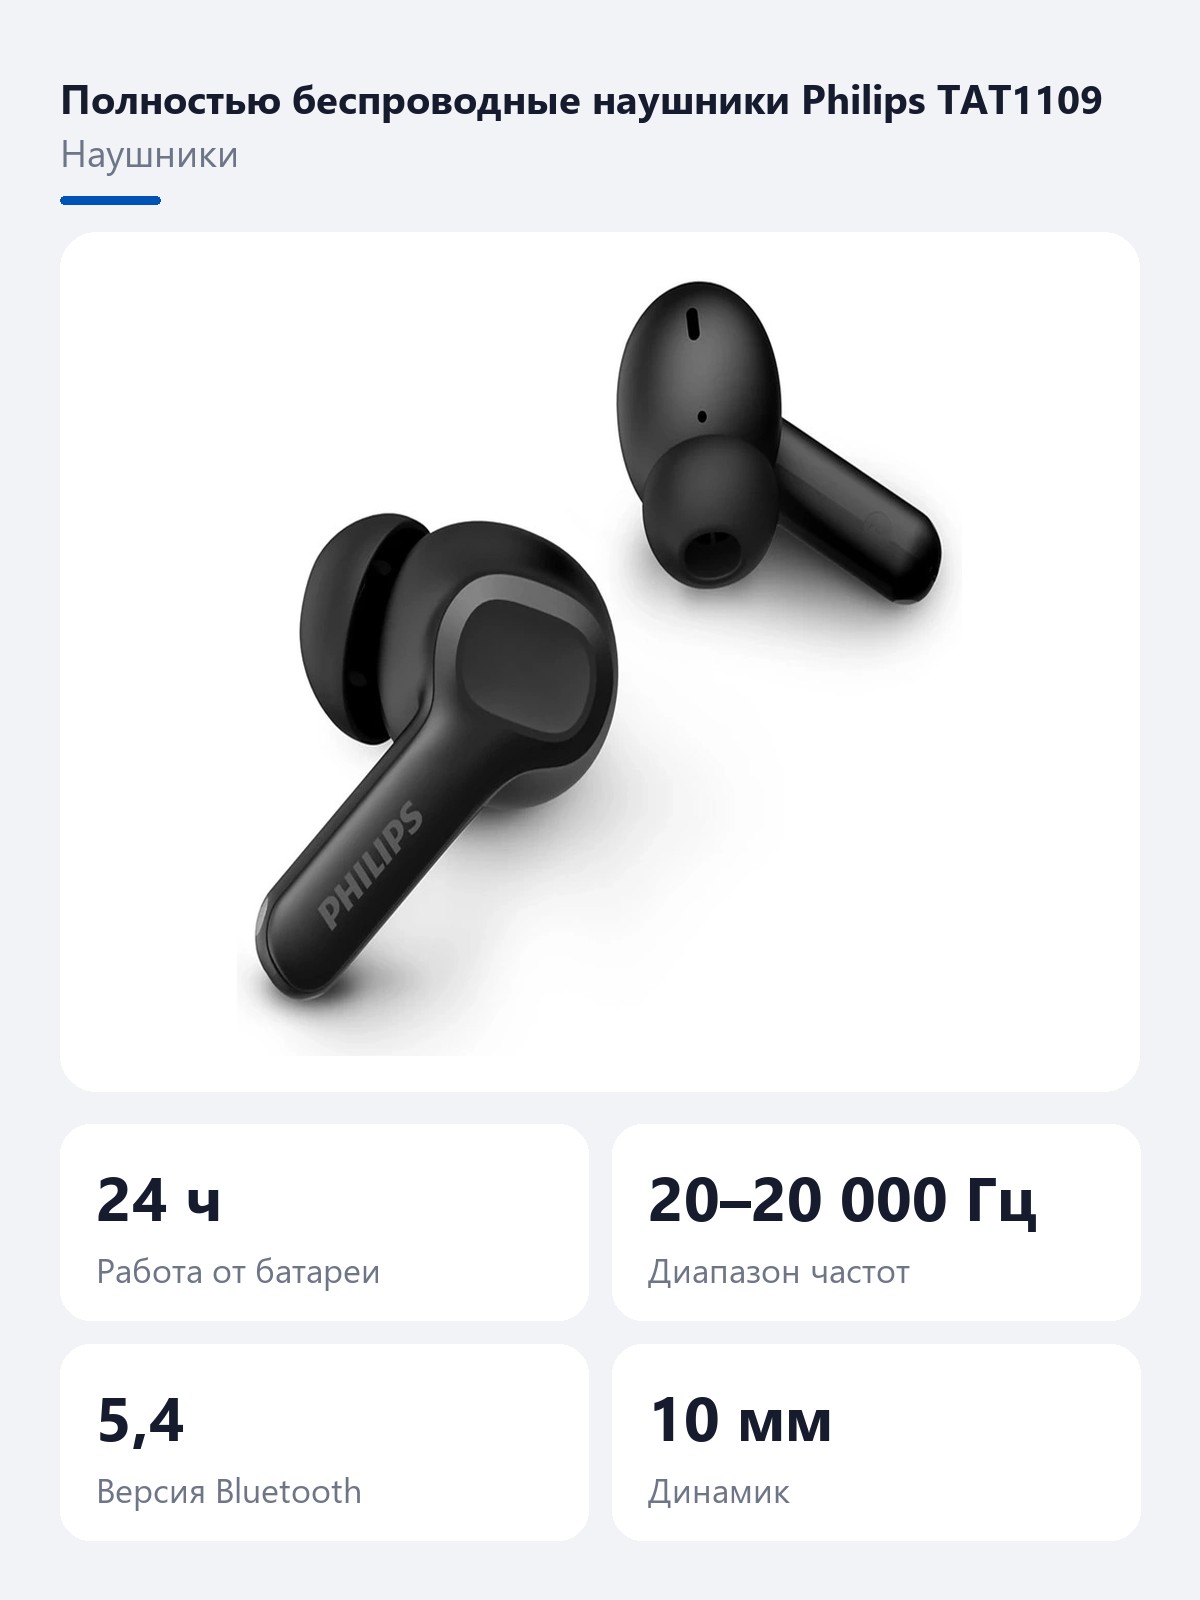 Полностью беспроводные наушники Philips TAT1109
Наушники
PHILIPS
24 ч
Работа от батареи
20–20 000 Гц
Диапазон частот
5,4
Версия Bluetooth
10 мм
Динамик